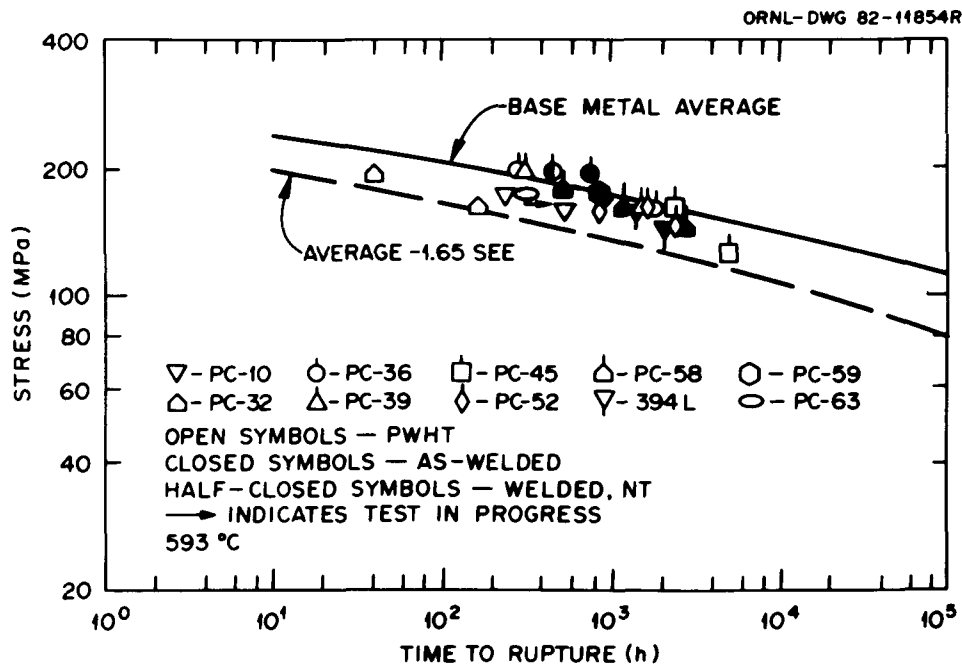 ORNL-DWG 82-11854R
400
200
100
80
60
40
20
STRESS (MPa)
BASE METAL AVERAGE
AVERAGE -1.65 SEE
▽ - PC-10 - PC-36 - PC-45 - PC-58 - PC-59
- PC-32 - PC-39 - PC-52 - 394L - PC-63
OPEN SYMBOLS — PWHT
CLOSED SYMBOLS — AS-WELDED
HALF-CLOSED SYMBOLS — WELDED, NT
→ INDICATES TEST IN PROGRESS
593 °C
10⁰ 10¹ 10² 10³ 10⁴ 10⁵
TIME TO RUPTURE (h)